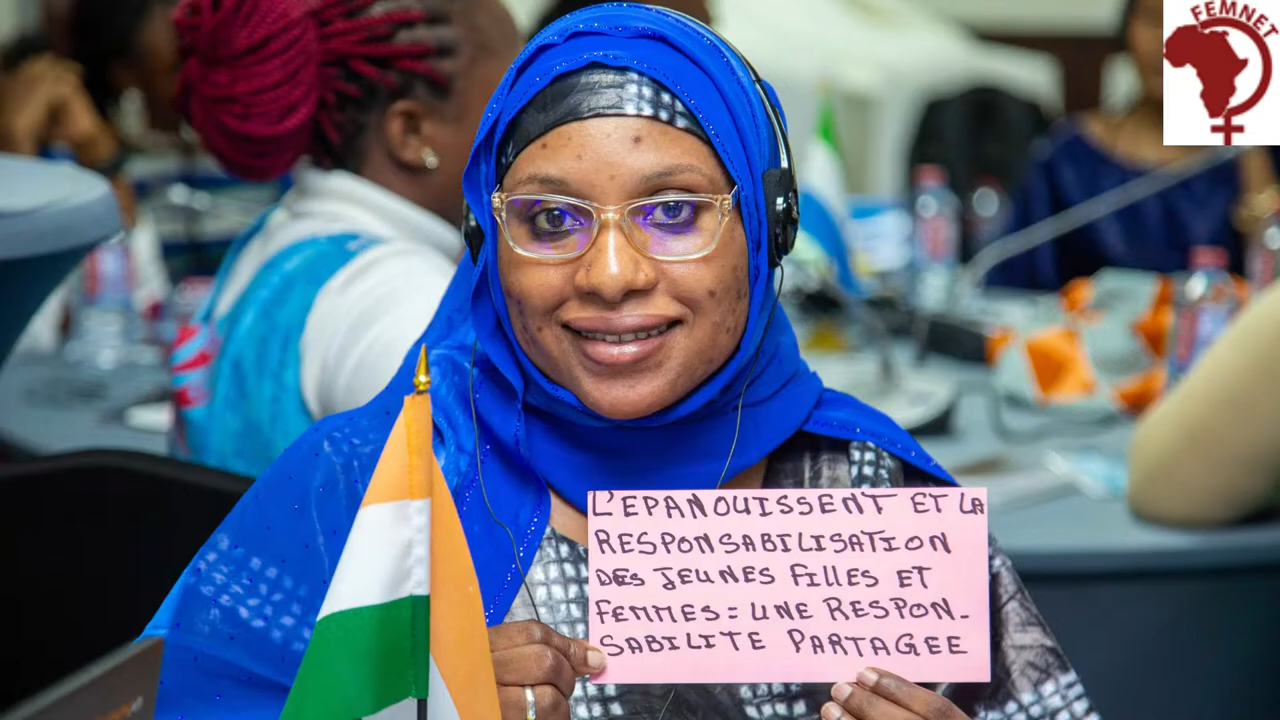 FEMNET
L'EPANOUISSENT ET LA
RESPONSABILISATION
DES JEUNES FILLES ET
FEMMES = UNE RESPON-
SABILITE PARTAGEE